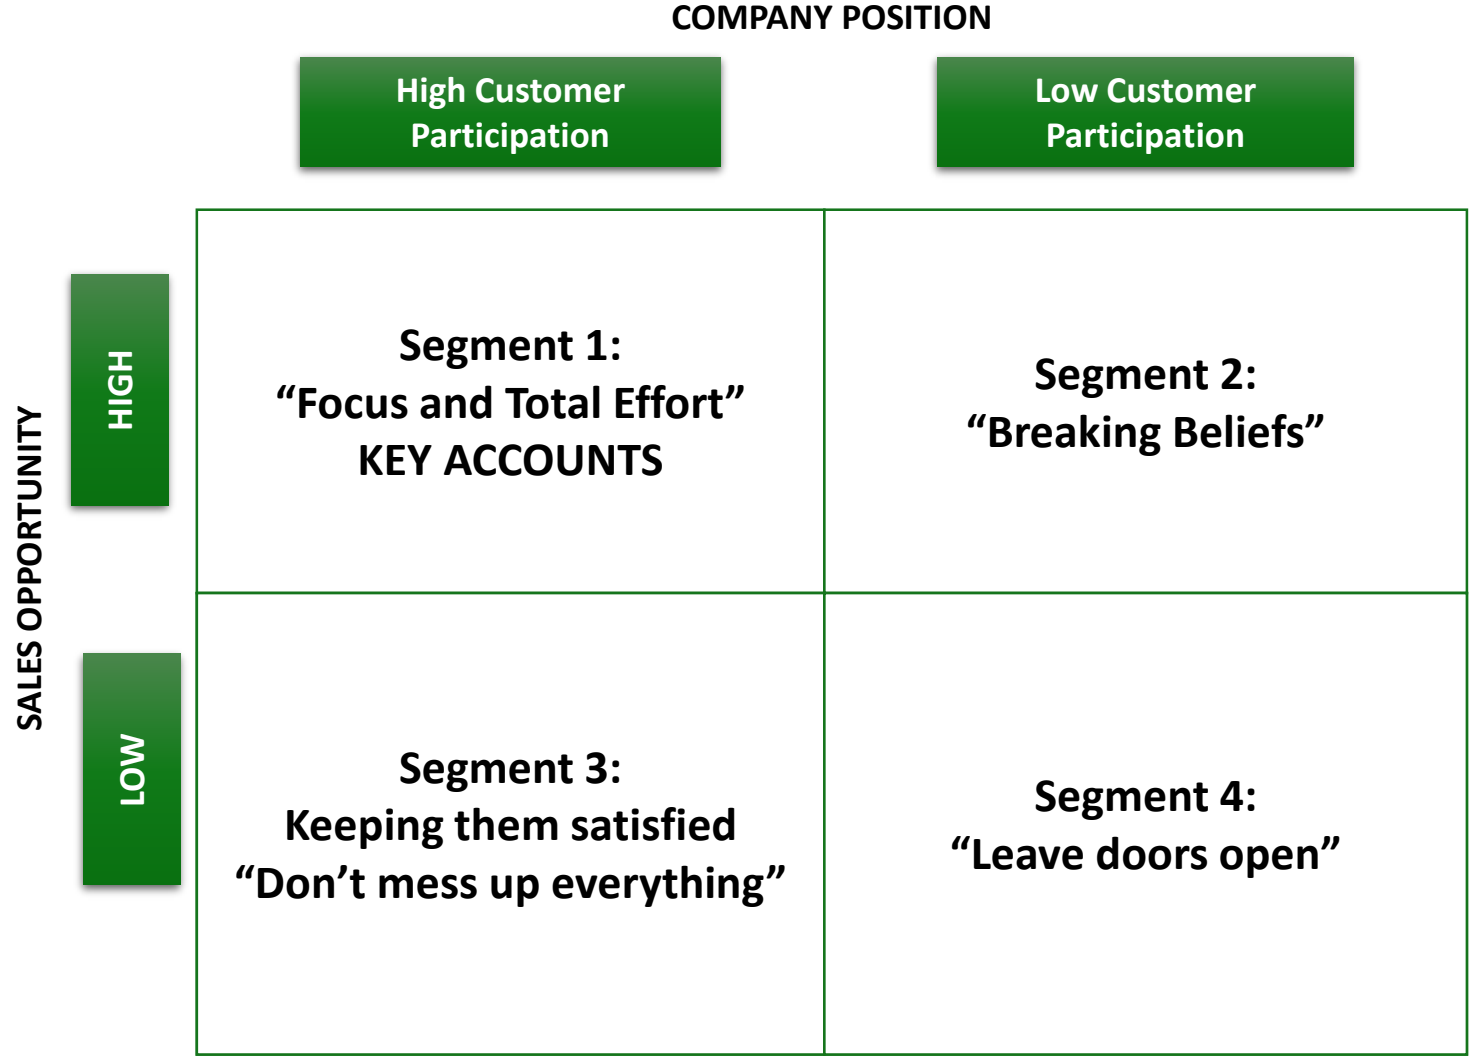 COMPANY POSITION
High Customer
Participation
Low Customer
Participation
SALES OPPORTUNITY
HIGH
Segment 1:
“Focus and Total Effort”
KEY ACCOUNTS
Segment 2:
“Breaking Beliefs”
LOW
Segment 3:
Keeping them satisfied
“Don’t mess up everything”
Segment 4:
“Leave doors open”